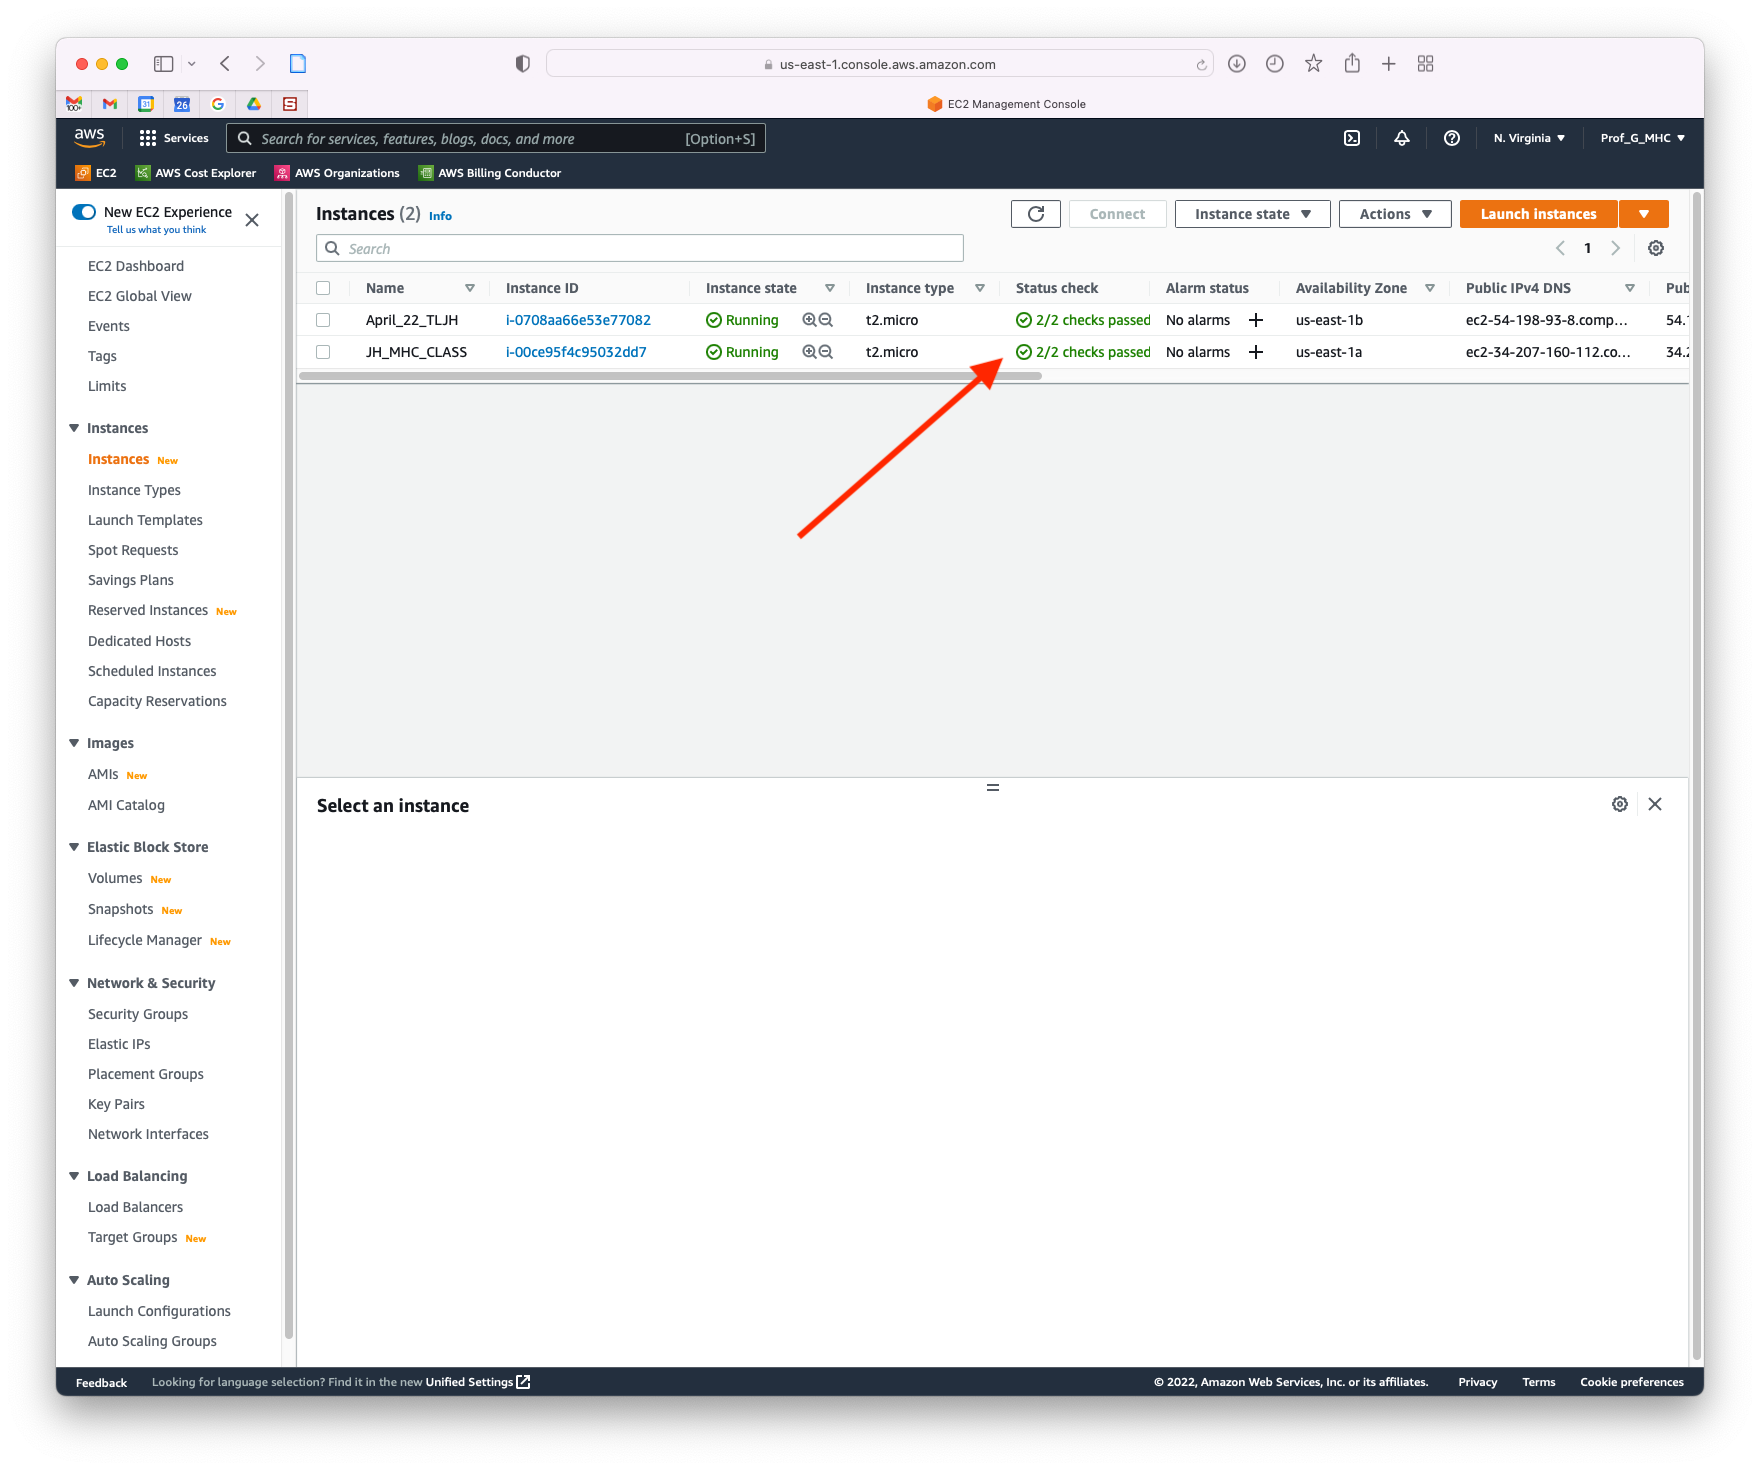 us-east-1.console.aws.amazon.com
31
26
EC2 Management Console
aws
Services
Search for services, features, blogs, docs, and more
[Option+S]
N. Virginia
Prof_G_MHC
EC2
AWS Cost Explorer
AWS Organizations
AWS Billing Conductor
New EC2 Experience
Tell us what you think
EC2 Dashboard
EC2 Global View
Events
Tags
Limits
Instances
Instances New
Instance Types
Launch Templates
Spot Requests
Savings Plans
Reserved Instances New
Dedicated Hosts
Scheduled Instances
Capacity Reservations
Images
AMIs New
AMI Catalog
Elastic Block Store
Volumes New
Snapshots New
Lifecycle Manager New
Network & Security
Security Groups
Elastic IPs
Placement Groups
Key Pairs
Network Interfaces
Load Balancing
Load Balancers
Target Groups New
Auto Scaling
Launch Configurations
Auto Scaling Groups
Instances (2) Info
Connect
Instance state
Actions
Launch instances
Search
1
Name Instance ID Instance state Instance type Status check Alarm status Availability Zone Public IPv4 DNS Pub
April_22_TLJH i-0708aa66e53e77082 Running t2.micro 2/2 checks passed No alarms + us-east-1b ec2-54-198-93-8.comp... 54.1
JH_MHC_CLASS i-00ce95f4c95032dd7 Running t2.micro 2/2 checks passed No alarms + us-east-1a ec2-34-207-160-112.co... 34.2
Select an instance
Feedback Looking for language selection? Find it in the new Unified Settings © 2022, Amazon Web Services, Inc. or its affiliates. Privacy Terms Cookie preferences